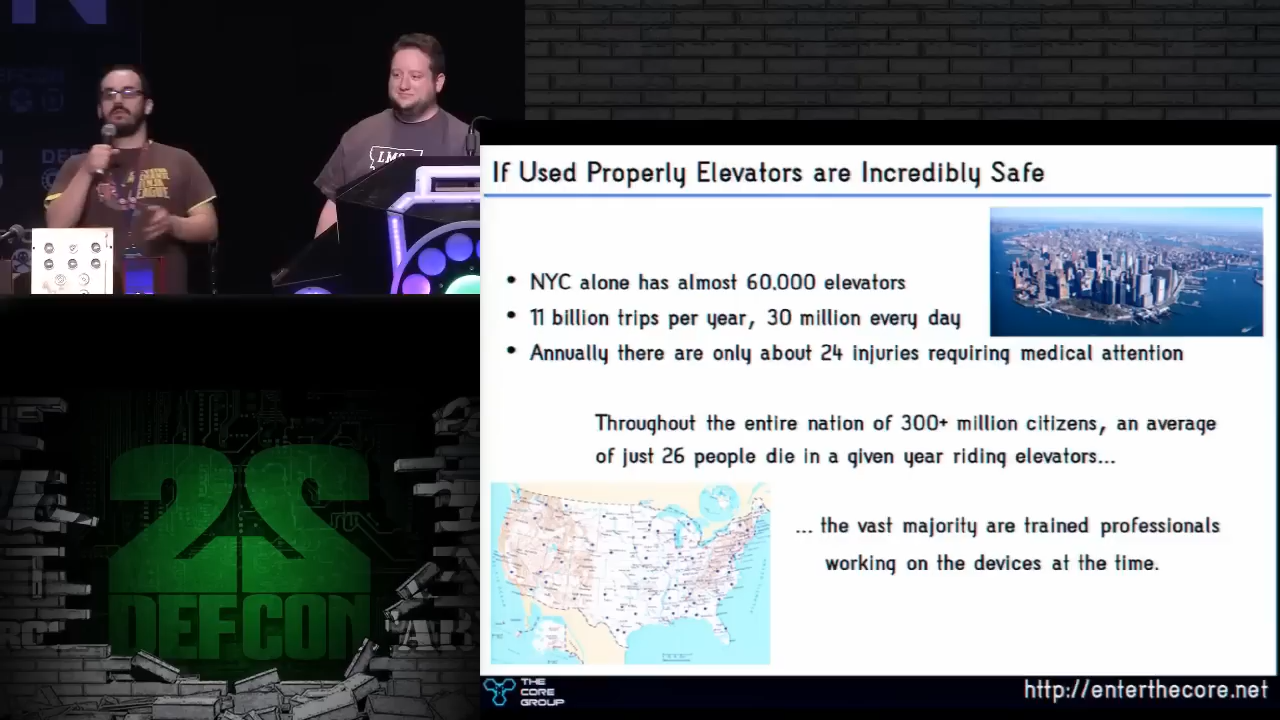 If Used Properly Elevators are Incredibly Safe
• NYC alone has almost 60,000 elevators
• 11 billion trips per year, 30 million every day
• Annually there are only about 24 injuries requiring medical attention
Throughout the entire nation of 300+ million citizens, an average
of just 26 people die in a given year riding elevators...
... the vast majority are trained professionals
working on the devices at the time.
THE
CORE
GROUP
http://enterthecore.net
22
DEFCON